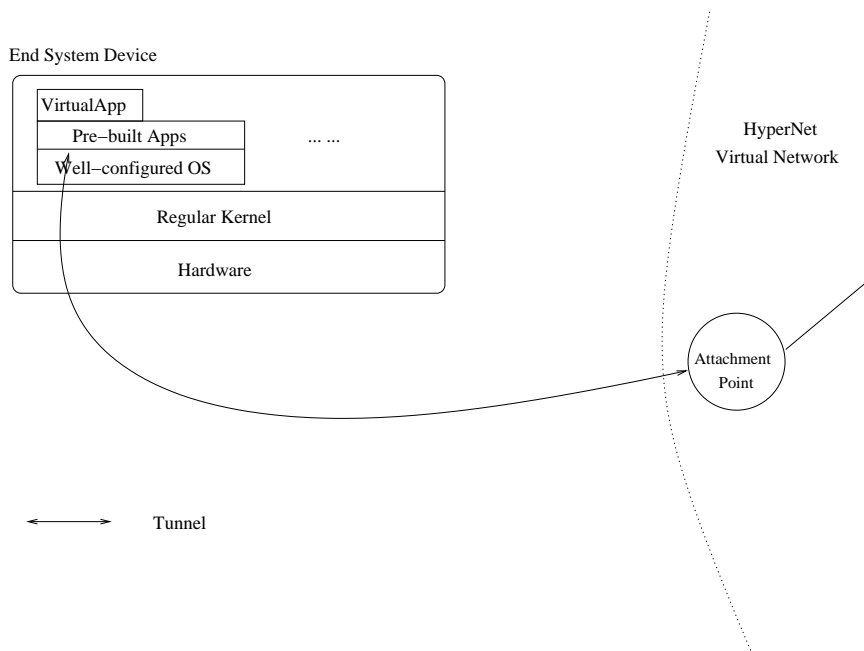 End System Device
VirtualApp
Pre−built Apps
... ...
Well−configured OS
Regular Kernel
Hardware
HyperNet
Virtual Network
Attachment
Point
Tunnel